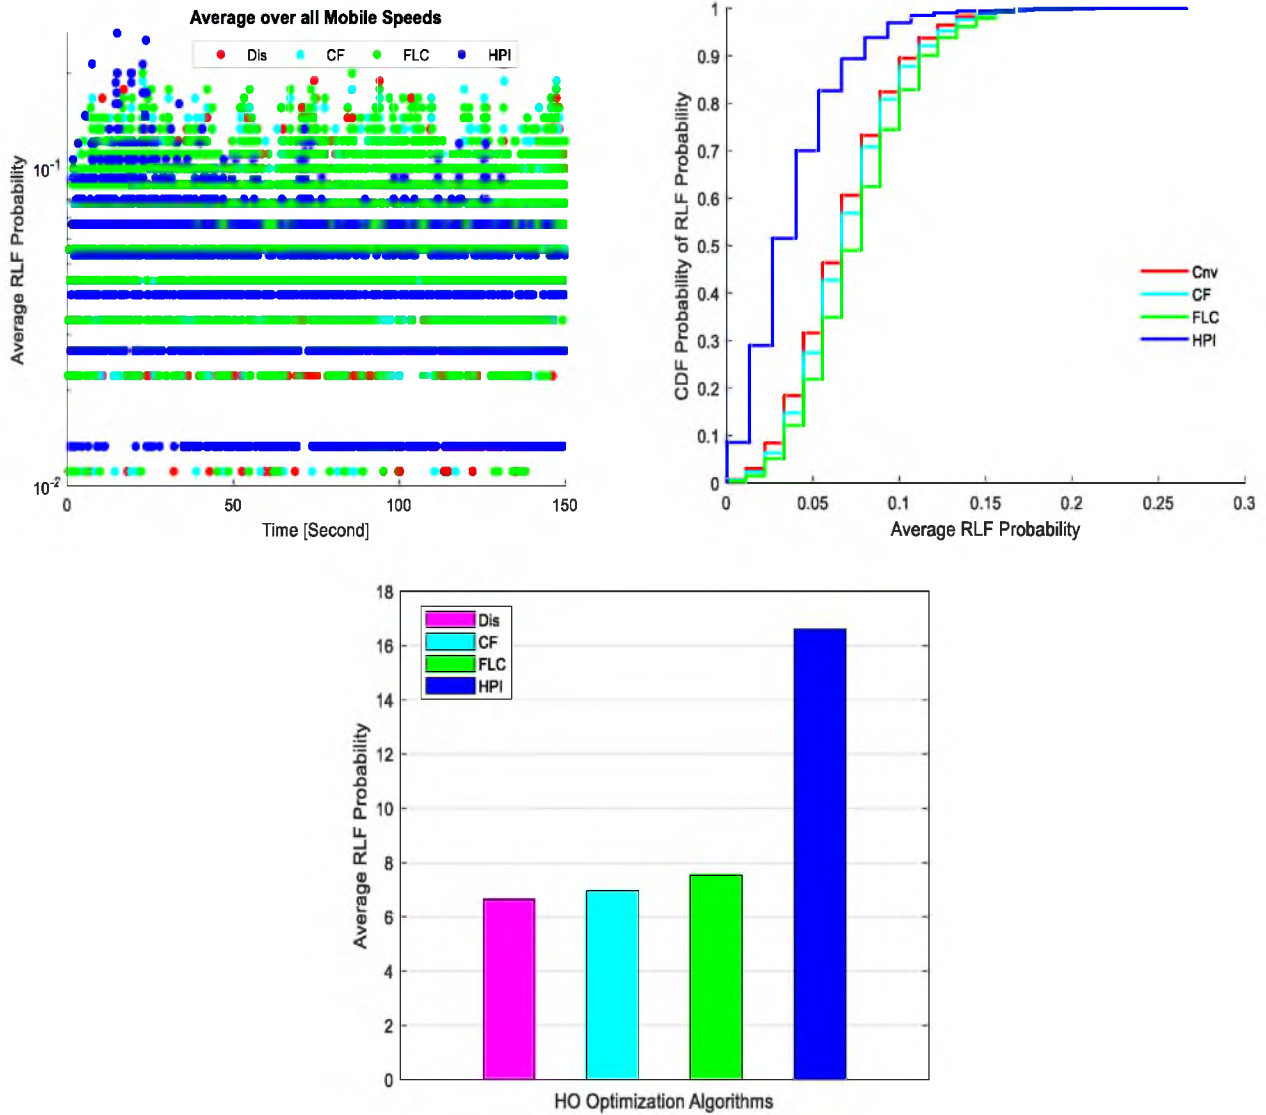 Average over all Mobile Speeds
Dis CF FLC HPI
Average RLF Probability
10^-1
10^-2
0 50 100 150
Time [Second]
CDF Probability of RLF Probability
1
0.9
0.8
0.7
0.6
0.5
0.4
0.3
0.2
0.1
0
Cnv
CF
FLC
HPI
0 0.05 0.1 0.15 0.2 0.25 0.3
Average RLF Probability
Average RLF Probability
18
16
14
12
10
8
6
4
2
0
Dis
CF
FLC
HPI
HO Optimization Algorithms